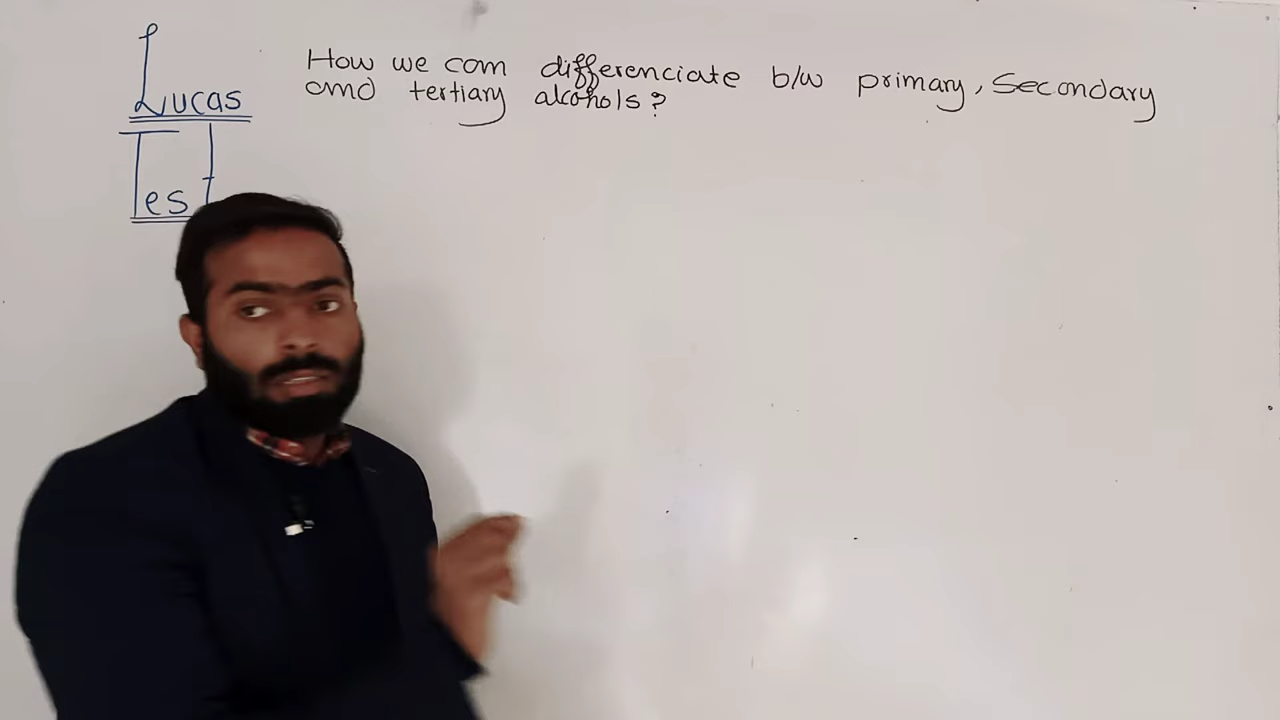 Lucas
Test
How we can differenciate b/w primary, Secondary
and tertiary alcohols?